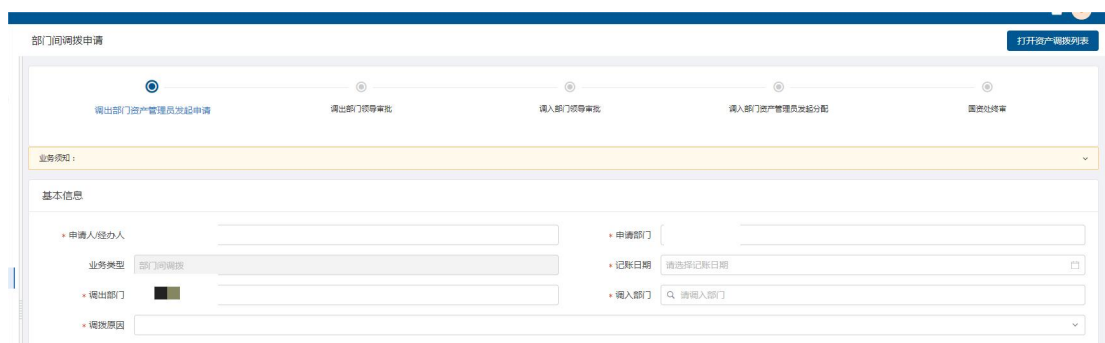 部门间调拨申请
打开资产调拨列表
调出部门资产管理员发起申请
调出部门领导审批
调入部门领导审批
调入部门资产管理员发起分配
国资处终审
业务须知：
基本信息
* 申请人/经办人
* 申请部门
业务类型 部门间调拨
* 记账日期 请选择记账日期
* 调出部门
* 调入部门 请调入部门
* 调拨原因